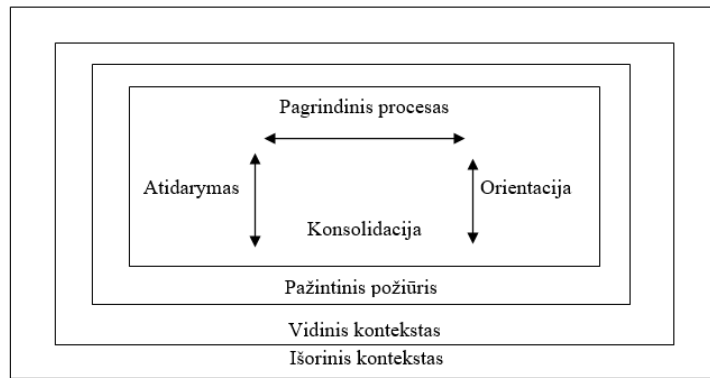 Pagrindinis procesas
Atidarymas
Orientacija
Konsolidacija
Pažintinis požiūris
Vidinis kontekstas
Išorinis kontekstas